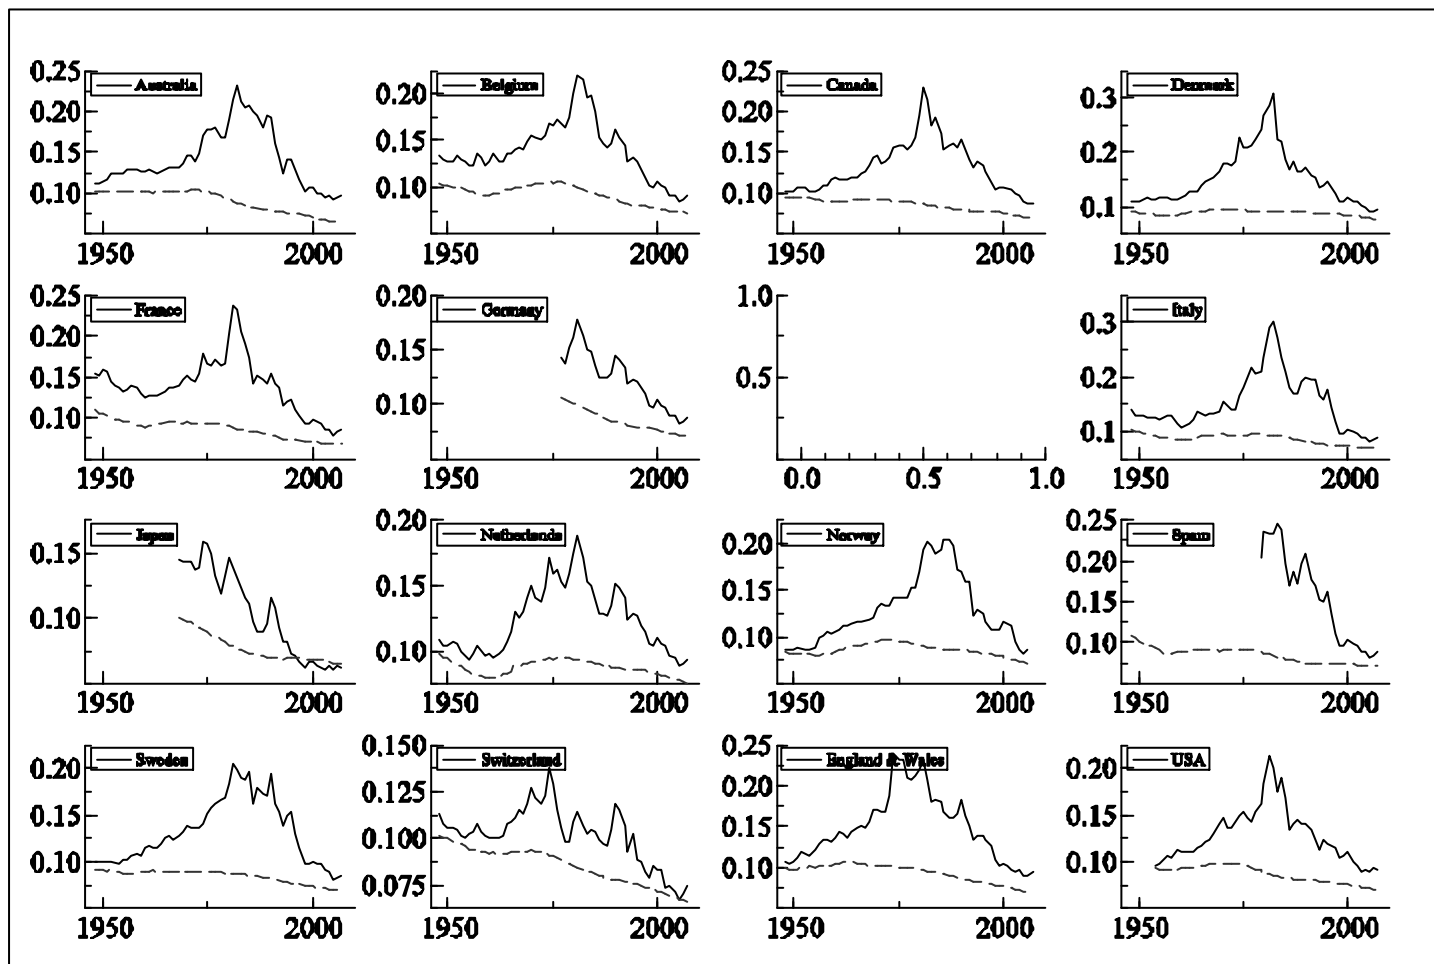 0.25 Australia 0.20 Belgium 0.25 Canada 0.3 Denmark
0.20 0.15 0.20 0.2
0.15 0.10 0.15 0.1
0.10 0.10
1950 2000 1950 2000 1950 2000 1950 2000
0.25 France 0.20 Germany 1.0 0.3 Italy
0.20 0.15 0.5 0.2
0.15 0.10 0.1
0.10
1950 2000 1950 2000 0.0 0.5 1.0 1950 2000
0.15 Japan 0.20 Netherlands 0.20 Norway 0.25 Spain
0.10 0.15 0.15 0.20
0.10 0.10 0.15
0.10
1950 2000 1950 2000 1950 2000 1950 2000
0.20 Sweden 0.150 Switzerland 0.25 England & Wales 0.20 USA
0.15 0.125 0.20 0.15
0.10 0.100 0.15 0.10
0.075 0.10
1950 2000 1950 2000 1950 2000 1950 2000